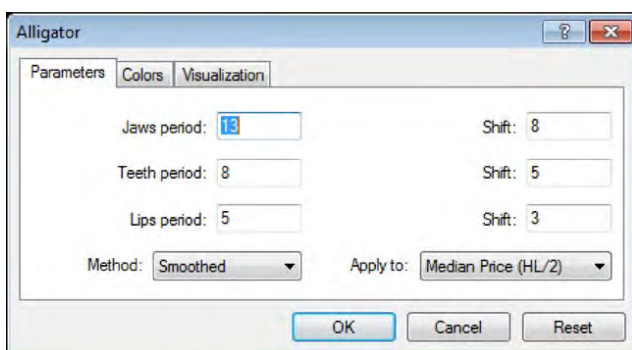 Alligator
Parameters Colors Visualization
Jaws period: 13 Shift: 8
Teeth period: 8 Shift: 5
Lips period: 5 Shift: 3
Method: Smoothed Apply to: Median Price (HL/2)
OK Cancel Reset